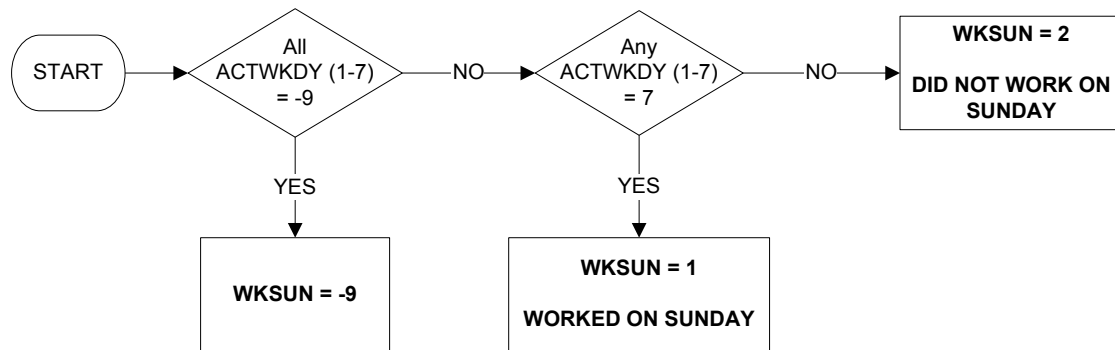 START
All
ACTWKDY (1-7)
= -9
NO
Any
ACTWKDY (1-7)
= 7
NO
WKSUN = 2
DID NOT WORK ON
SUNDAY
YES
YES
WKSUN = -9
WKSUN = 1
WORKED ON SUNDAY